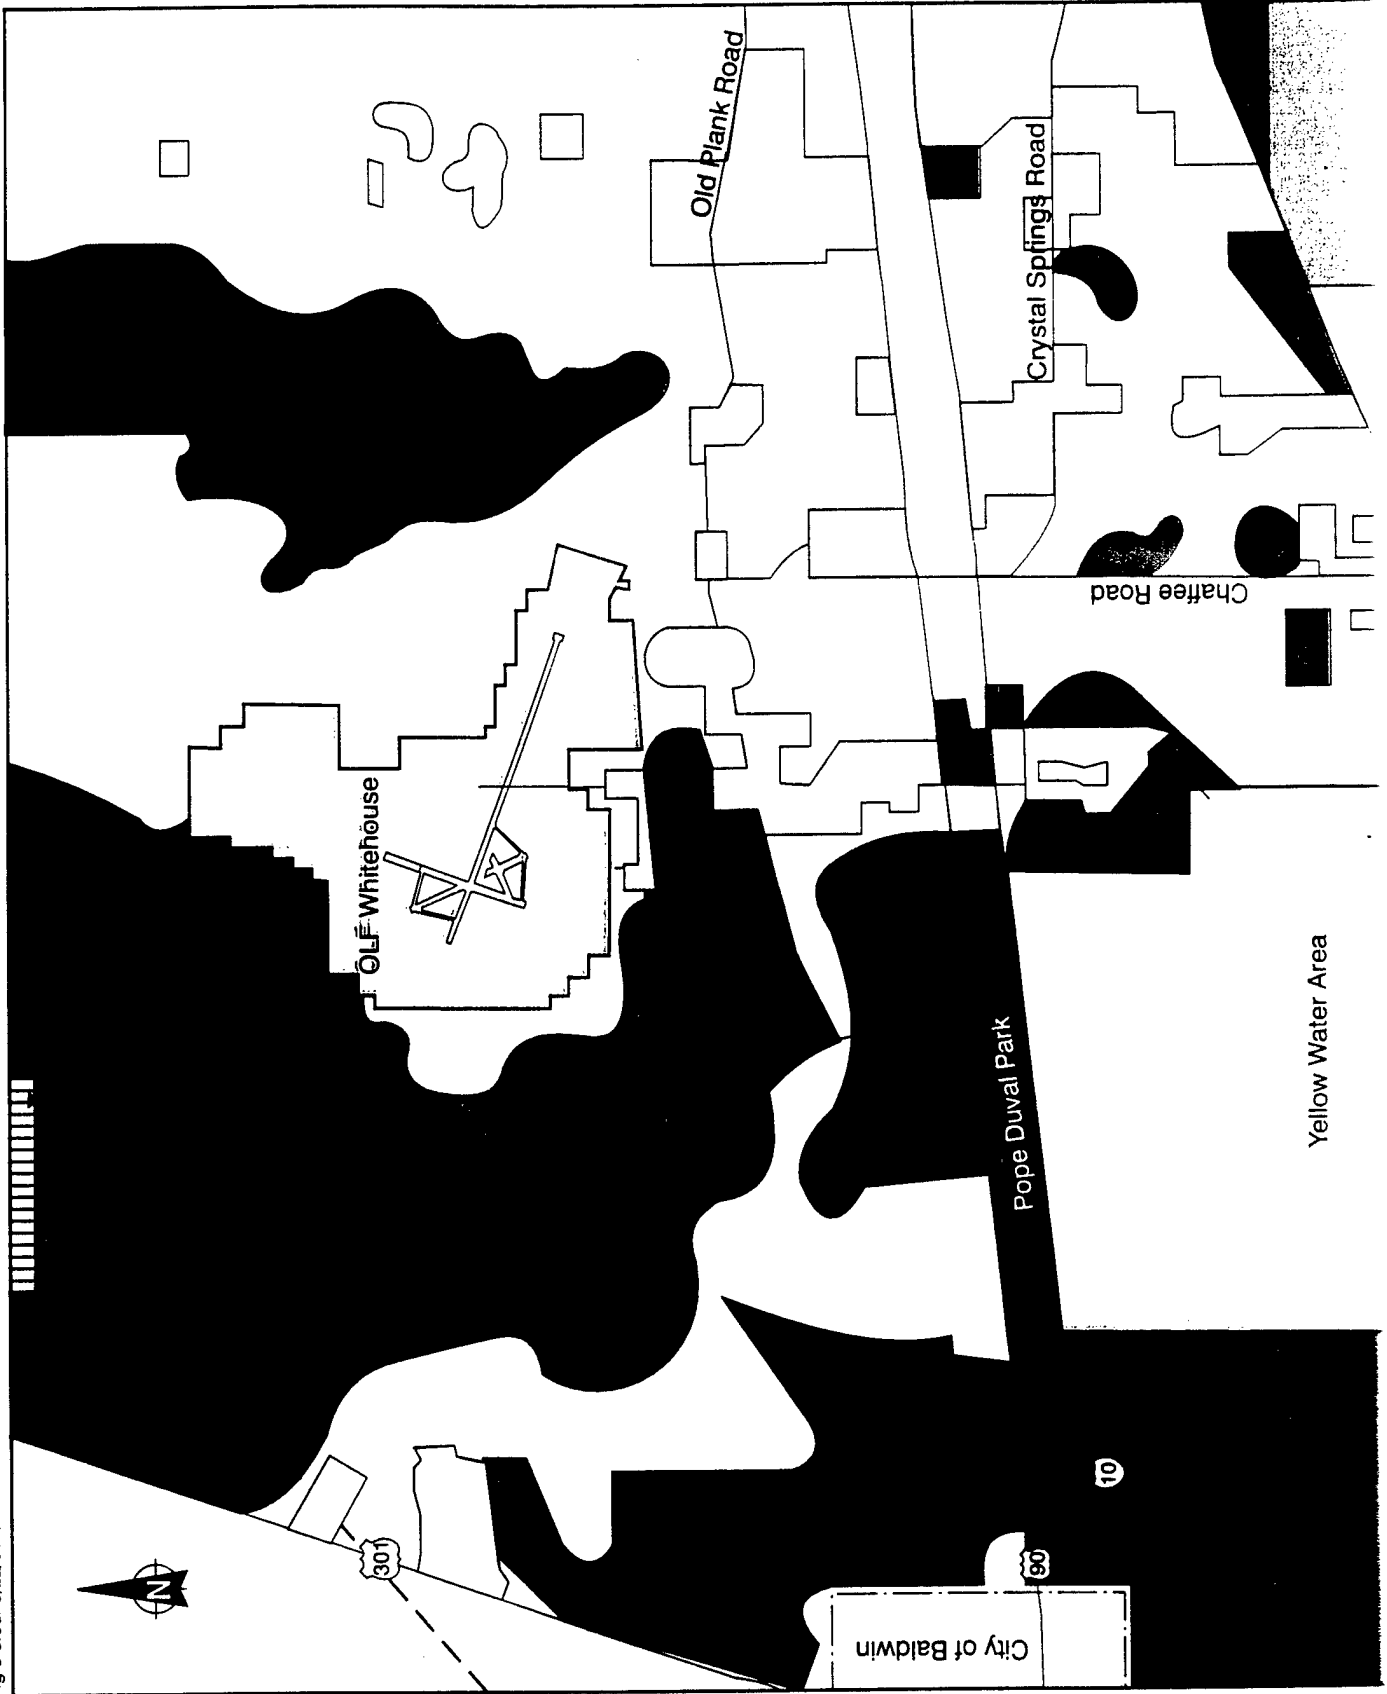 Old Plank Road
Crystal Springs Road
Chaffee Road
OLF Whitehouse
Pope Duval Park
Yellow Water Area
301
10
90
City of Baldwin
N